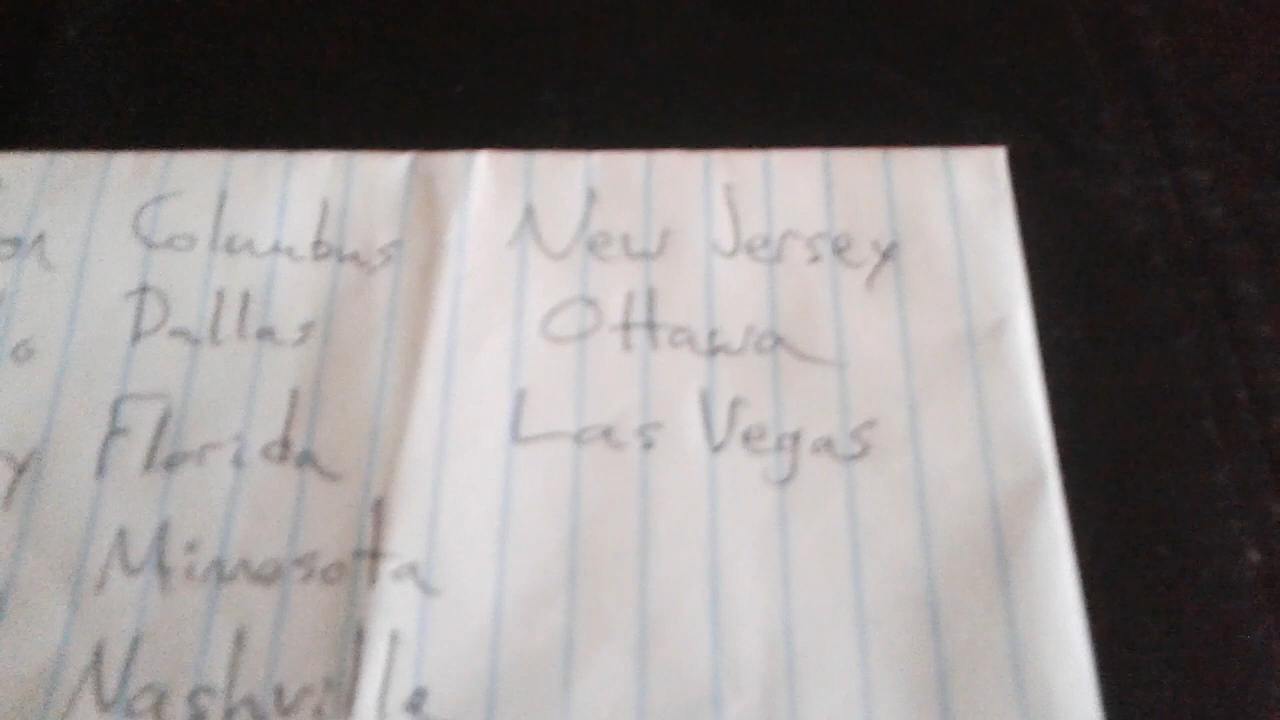 Columbus New Jersey
Dallas Ottawa
Florida Las Vegas
Minnesota
Nashville